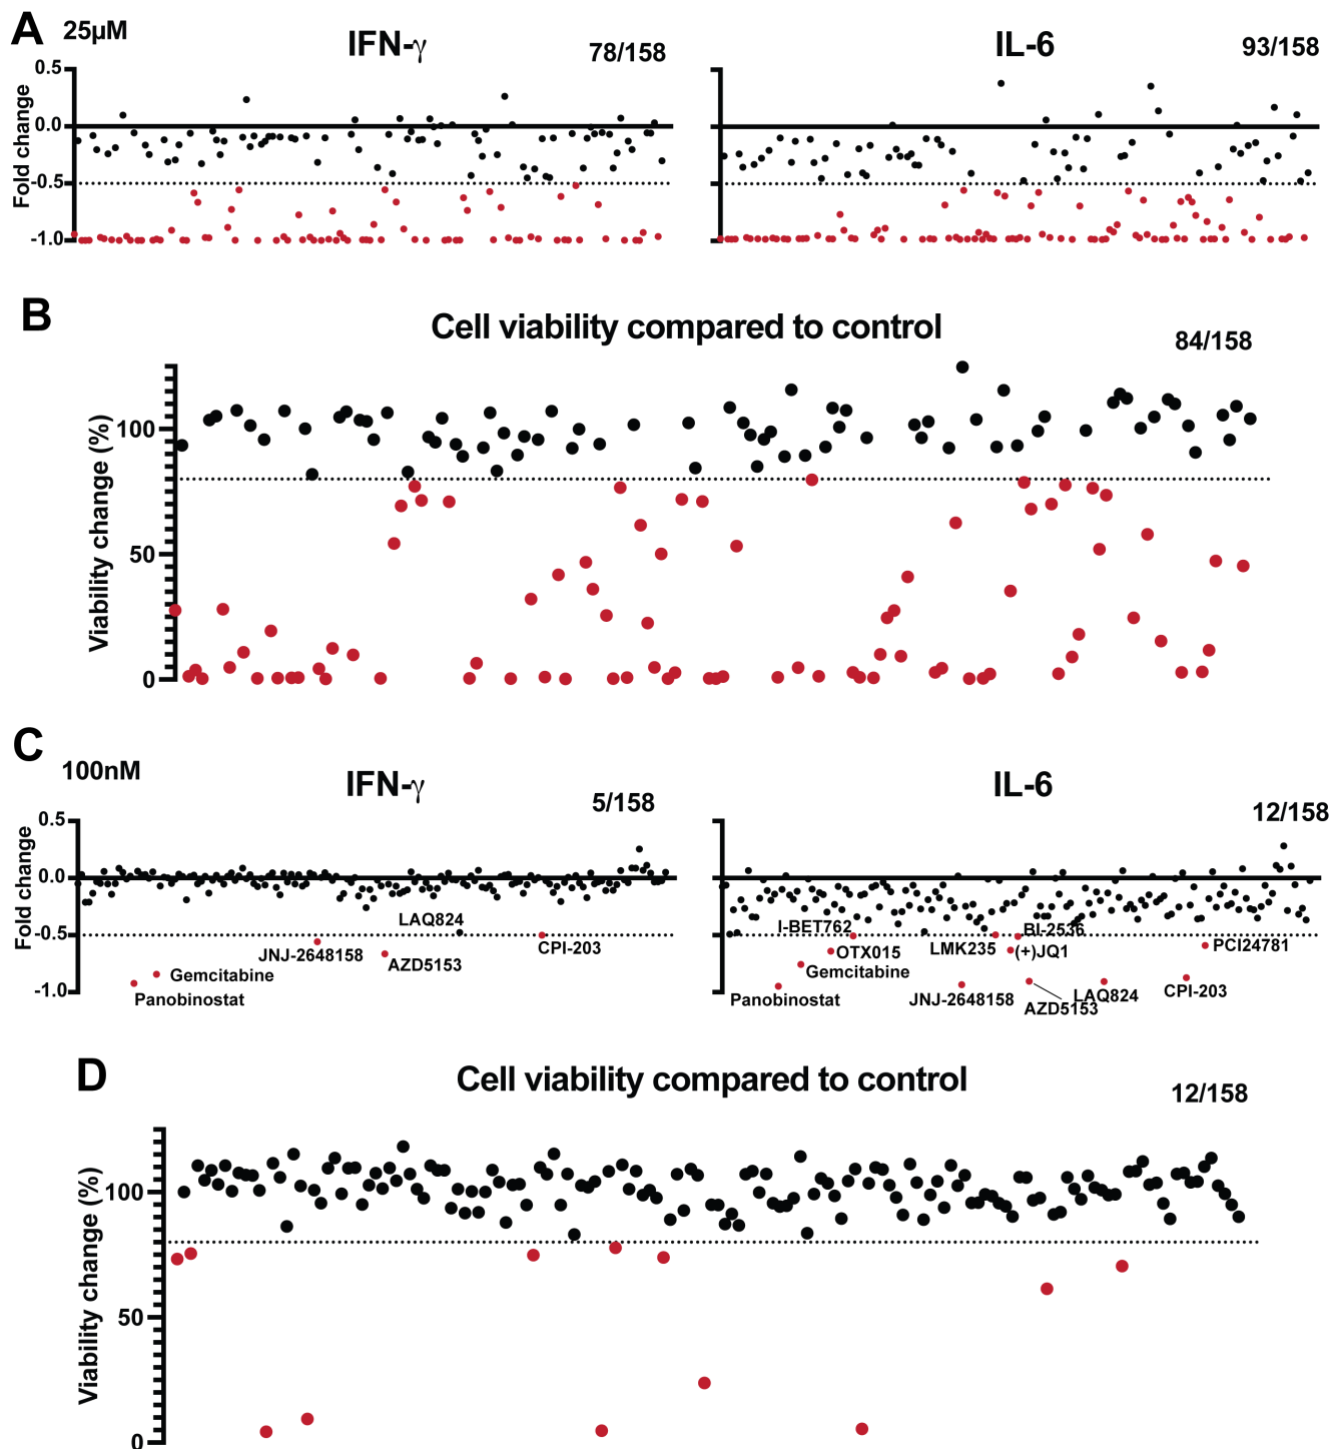 A
25μM
IFN-γ
78/158
IL-6
93/158
Fold change
0.5
0.0
-0.5
-1.0
B
Cell viability compared to control
84/158
Viability change (%)
100
50
0
C
100nM
IFN-γ
5/158
IL-6
12/158
Fold change
0.5
0.0
-0.5
-1.0
LAQ824
JNJ-2648158
AZD5153
CPI-203
Gemcitabine
Panobinostat
I-BET762
BI-2536
OTX015
LMK235
(+)JQ1
PCI24781
Gemcitabine
Panobinostat
JNJ-2648158
AZD5153
LAQ824
CPI-203
D
Cell viability compared to control
12/158
Viability change (%)
100
50
0